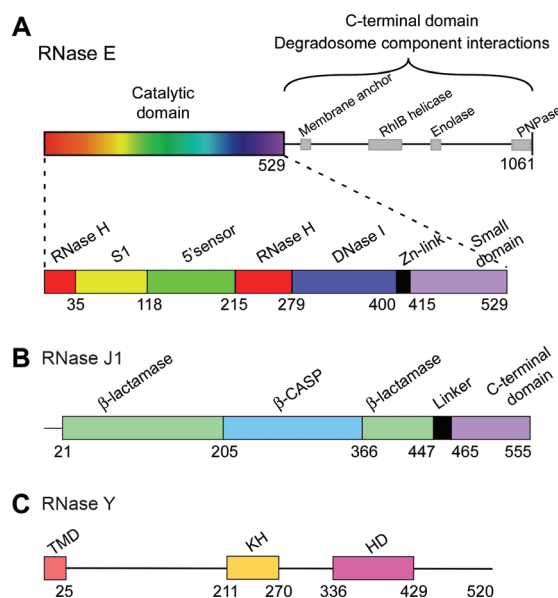 A
RNase E
C-terminal domain
Degradosome component interactions
Catalytic
domain
Membrane anchor
RhlB helicase
Enolase
PNPase
529
1061
RNase H
S1
5'sensor
RNase H
DNase I
Zn-link
Small
domain
35
118
215
279
400
415
529
B
RNase J1
β-lactamase
β-CASP
β-lactamase
Linker
C-terminal
domain
21
205
366
447
465
555
C
RNase Y
TMD
KH
HD
25
211
270
336
429
520